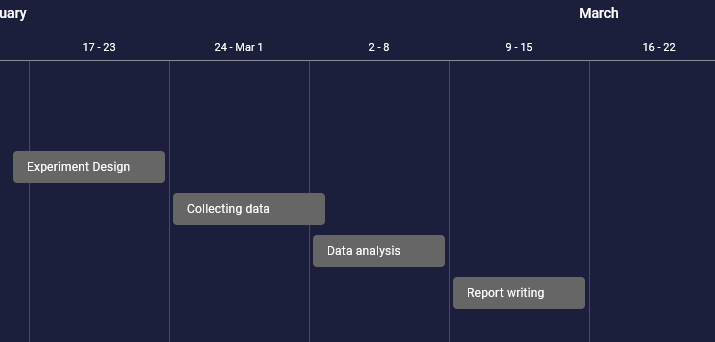 uary March
17 - 23 24 - Mar 1 2 - 8 9 - 15 16 - 22
Experiment Design
Collecting data
Data analysis
Report writing